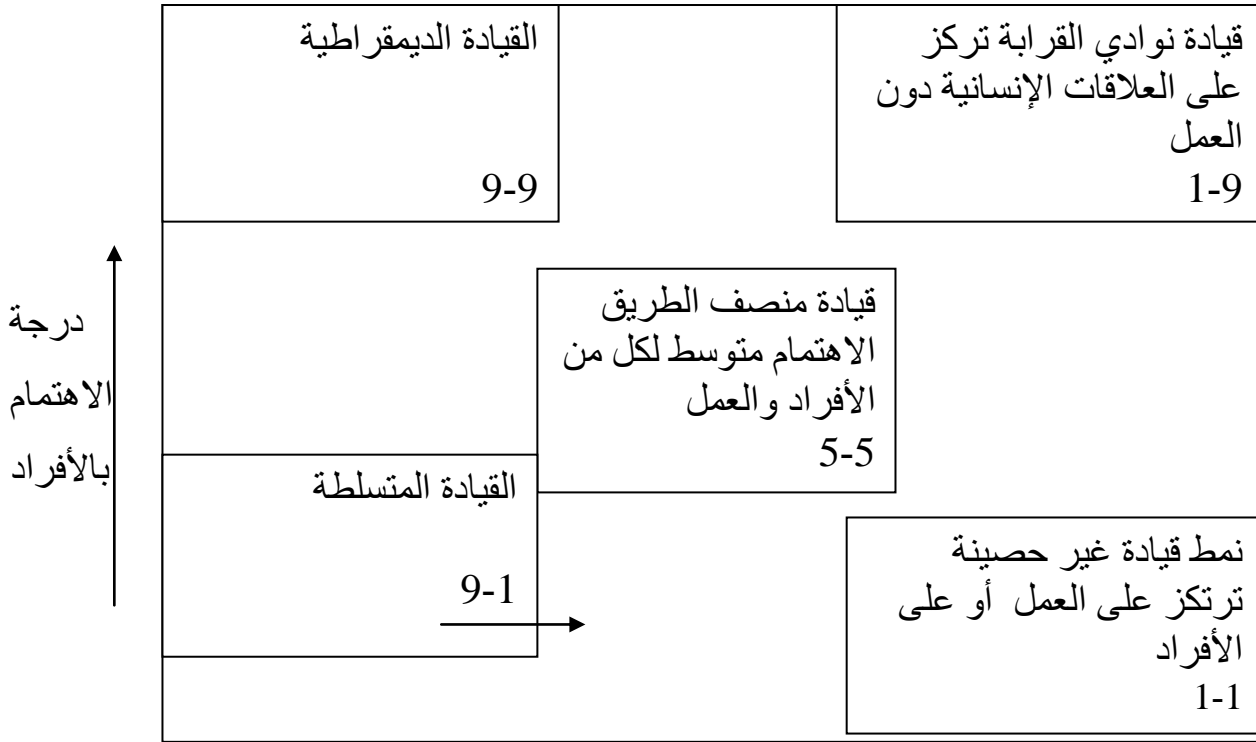 قيادة نوادي القرابة تركز
على العلاقات الإنسانية دون
العمل
1-9
القيادة الديمقراطية
9-9
قيادة منصف الطريق
الاهتمام متوسط لكل من
الأفراد والعمل
5-5
درجة
الاهتمام
بالأفراد
نمط قيادة غير حصينة
ترتكز على العمل أو على
الأفراد
1-1
القيادة المتسلطة
9-1